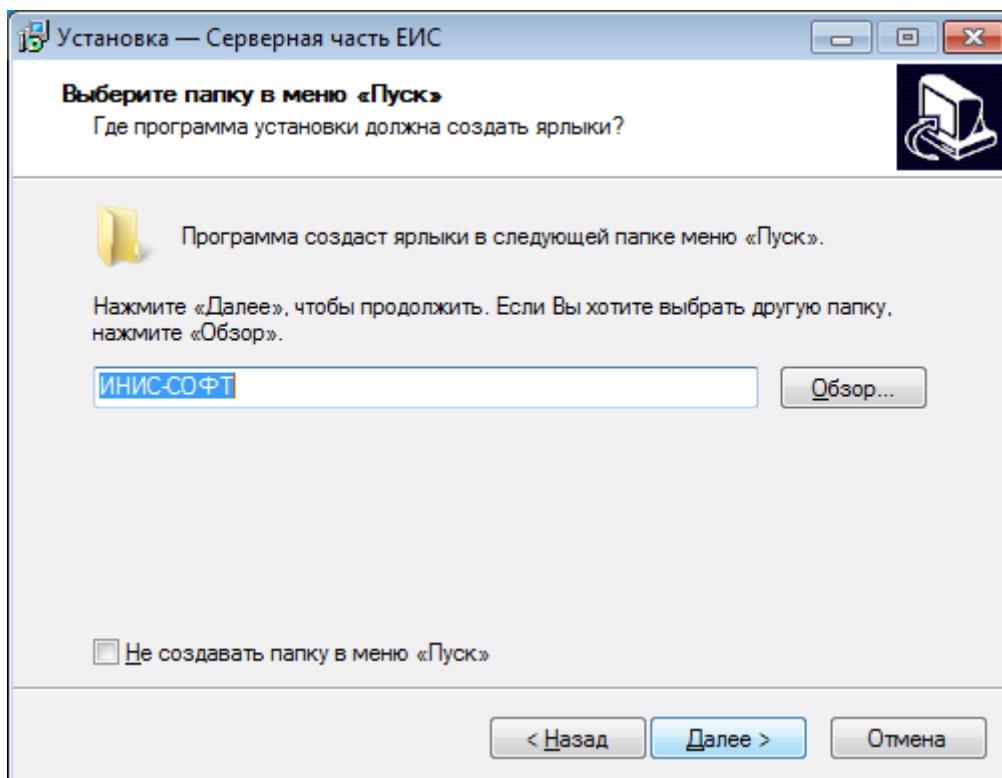 Установка — Серверная часть ЕИС
Выберите папку в меню «Пуск»
Где программа установки должна создать ярлыки?
Программа создаст ярлыки в следующей папке меню «Пуск».
Нажмите «Далее», чтобы продолжить. Если Вы хотите выбрать другую папку,
нажмите «Обзор».
ИНИС-СОФТ
Обзор...
Не создавать папку в меню «Пуск»
< Назад
Далее >
Отмена